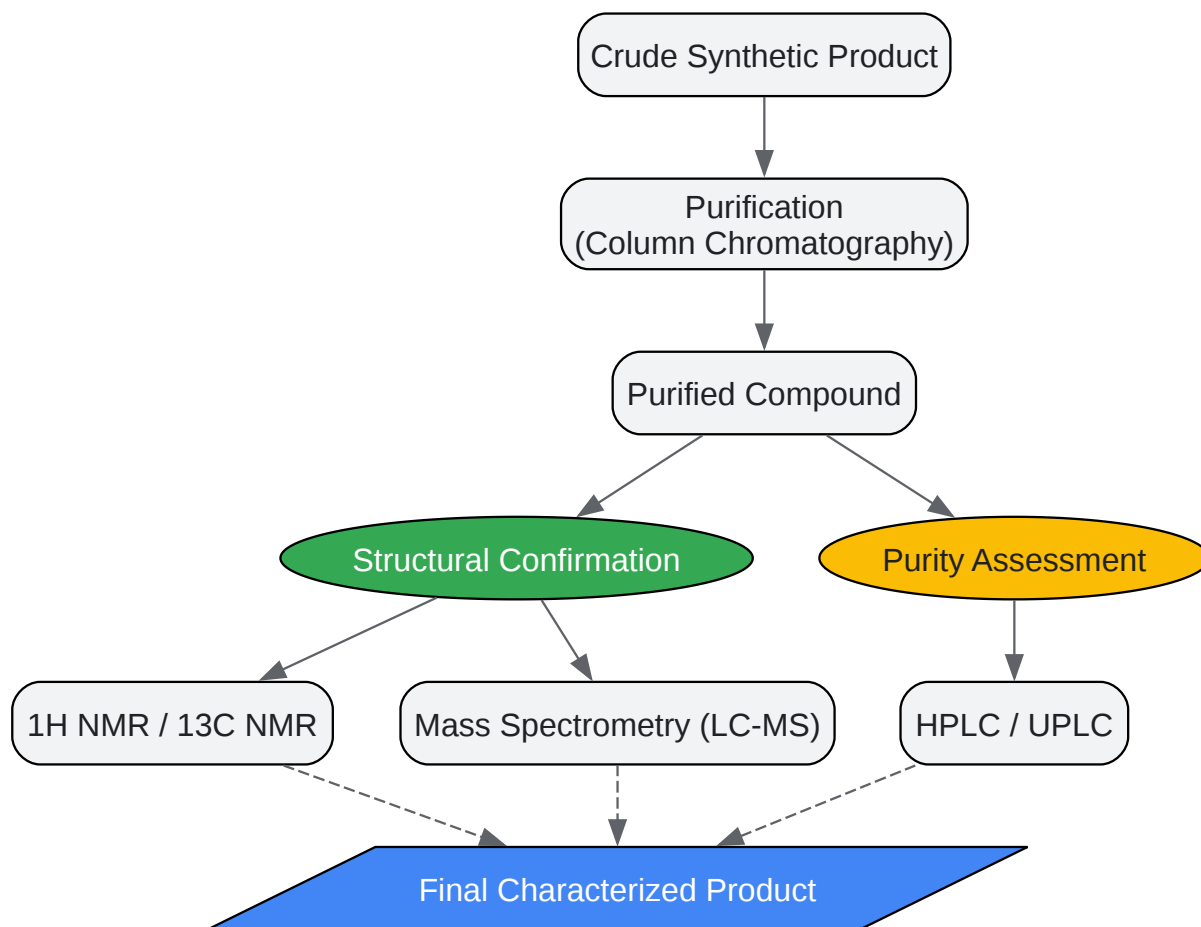 Crude Synthetic Product
Purification
(Column Chromatography)
Purified Compound
Structural Confirmation
Purity Assessment
1H NMR / 13C NMR
Mass Spectrometry (LC-MS)
HPLC / UPLC
Final Characterized Product